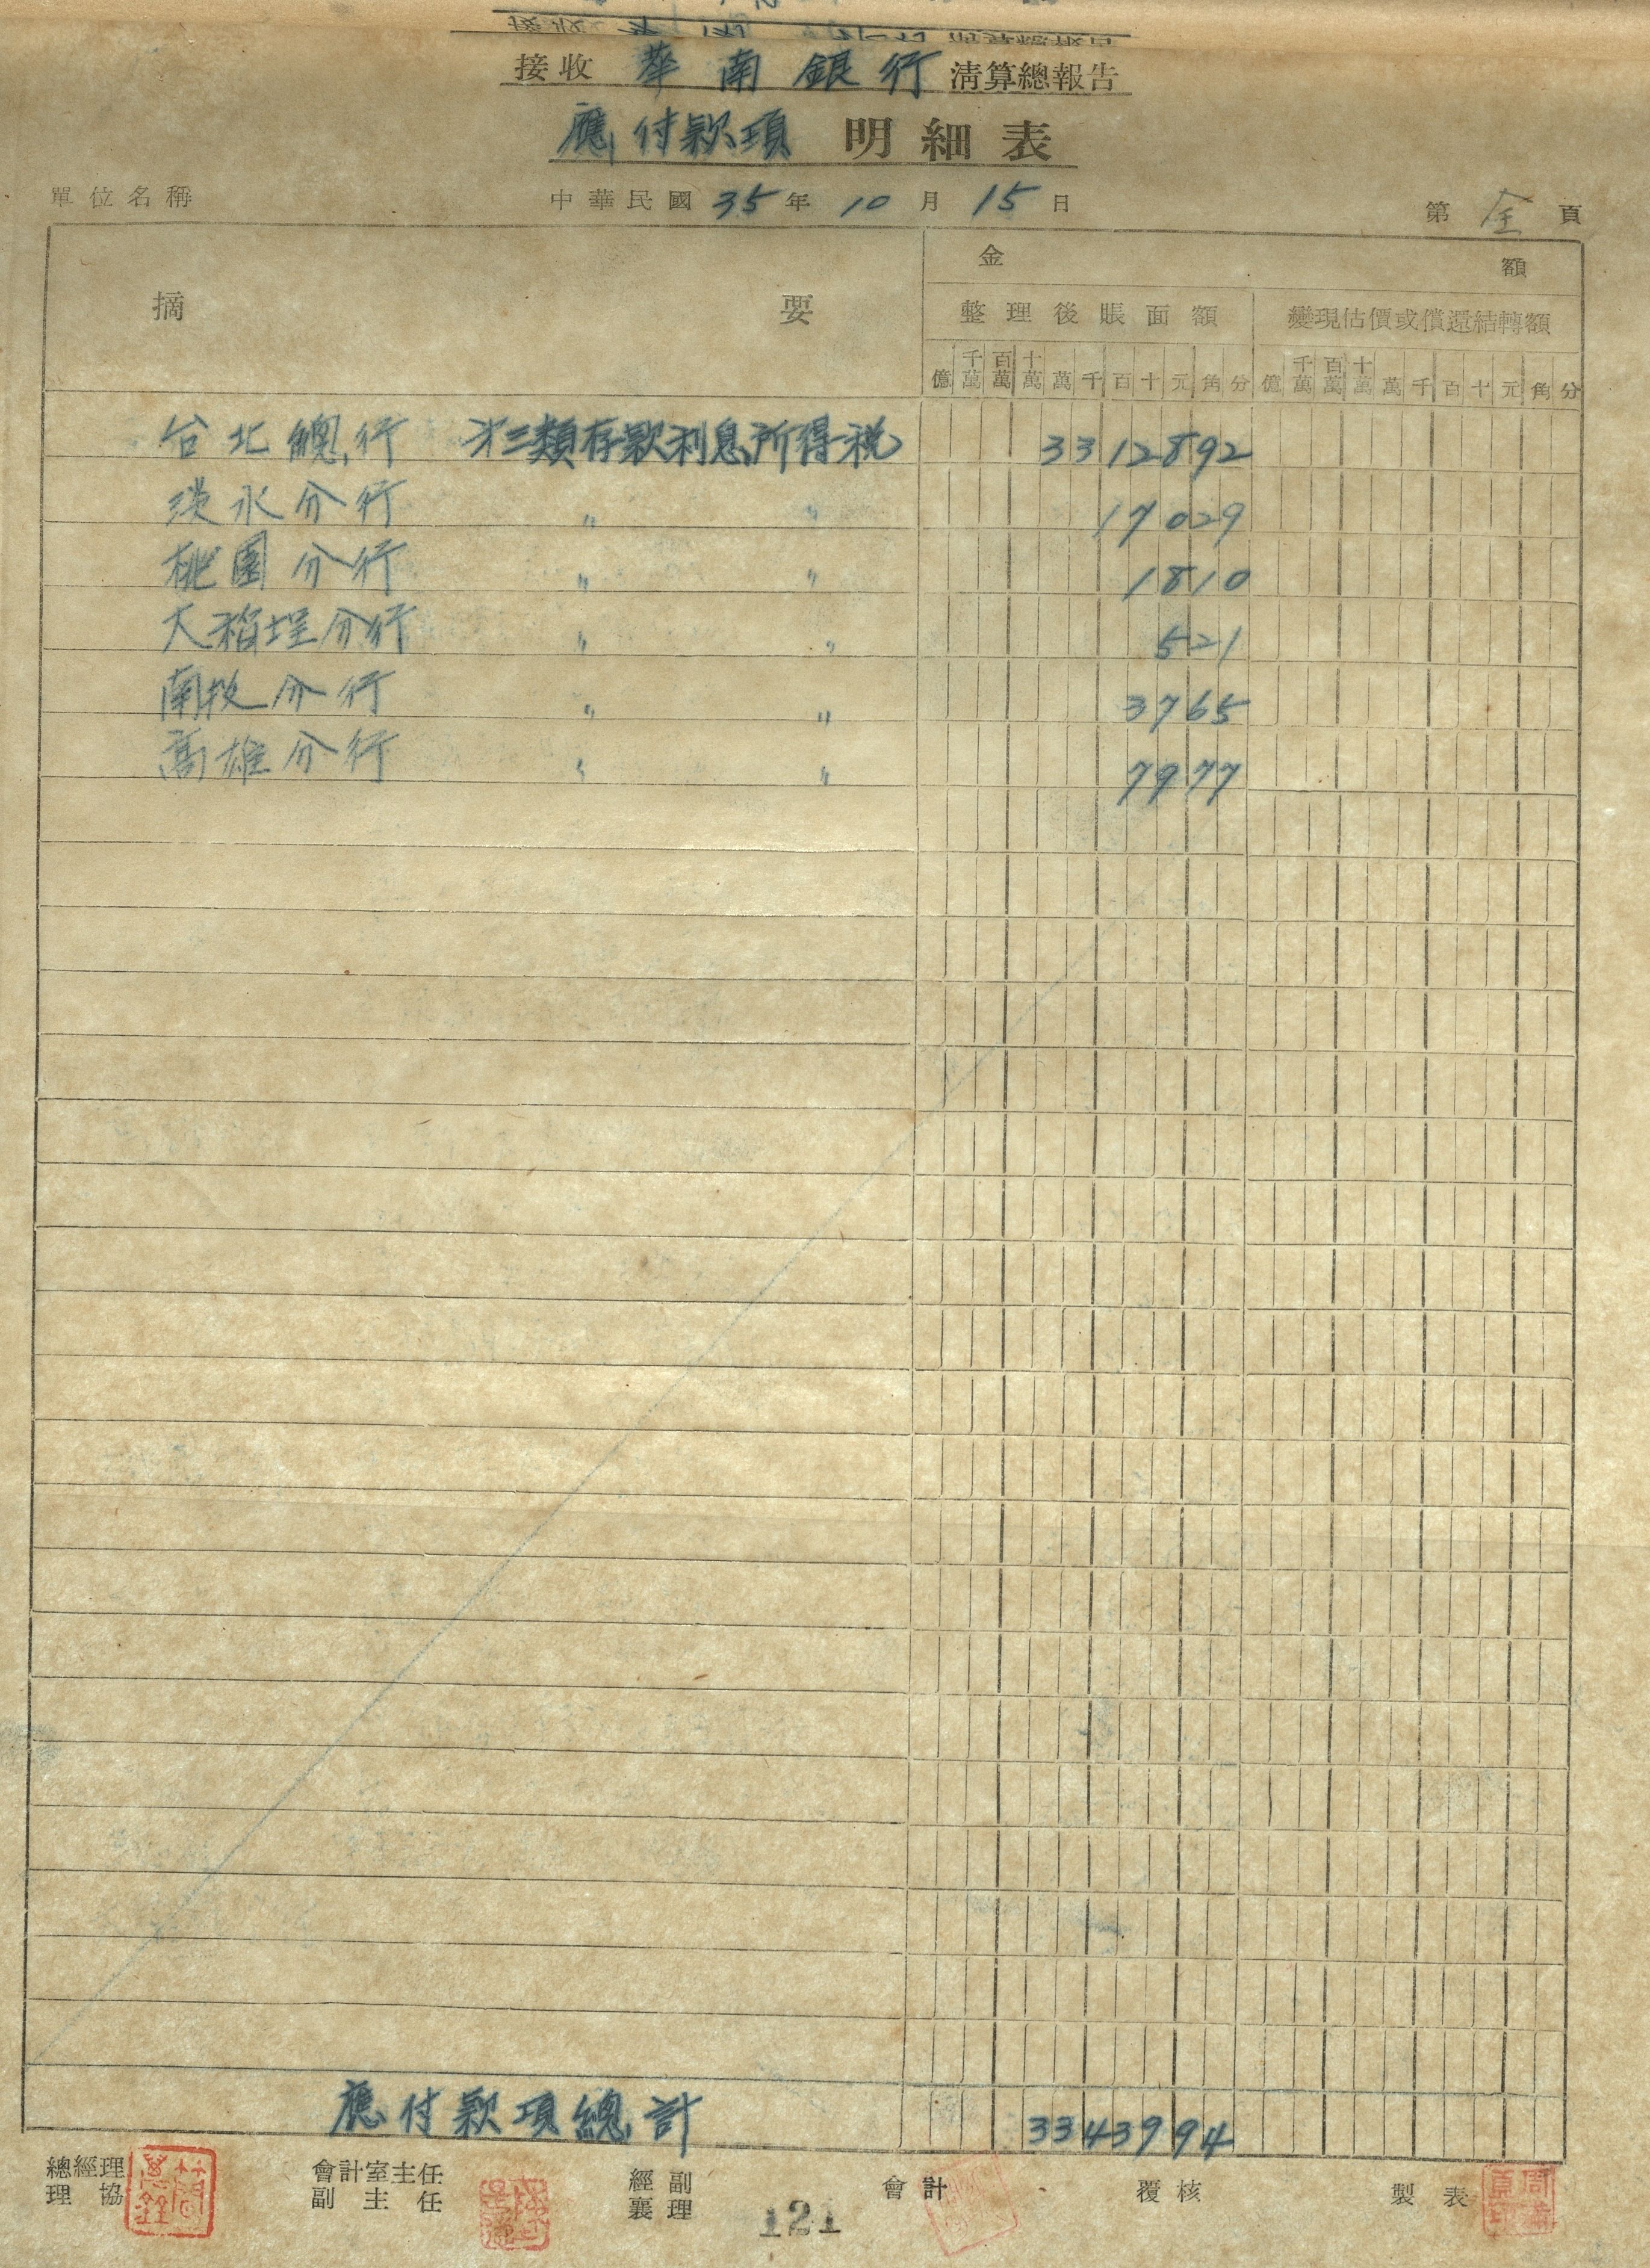 接收 華南銀行 清算總報告
應付款項 明細表
單位名稱 中華民國 35 年 10 月 15 日 第 全 頁
摘 要 金 額
整理後賬面額 變現估價或償還結轉額
億 千萬 百萬 十萬 萬 千 百 十 元 角 分 億 千萬 百萬 十萬 萬 千 百 十 元 角 分
台北總行 才三類存款利息所得稅 3312892
淡水分行 〃 〃 17029
桃園分行 〃 〃 1810
大稻埕分行 〃 〃 521
南投分行 〃 〃 3765
高雄分行 〃 〃 7977
應付款項總計 3343994
總經理 會計室主任 經副 會計 覆核 製表
理協 副主任 襄理
121